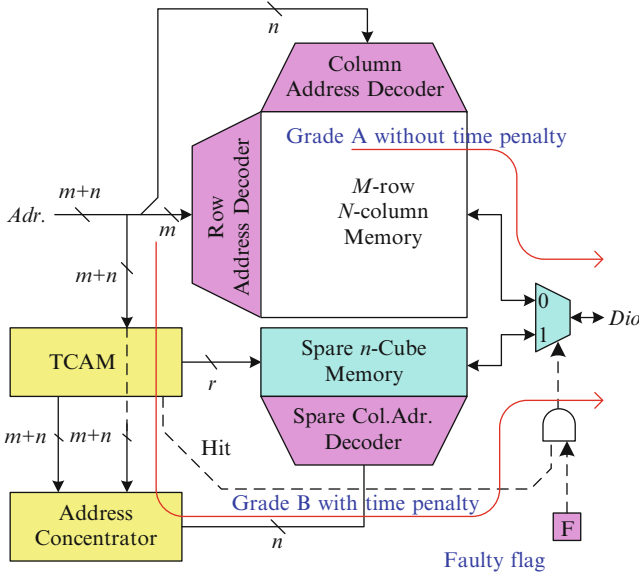 n
Column
Address Decoder
Grade A without time penalty
Row
Address Decoder
m+n
Adr.
m
M-row
N-column
Memory
m+n
0
1
Dio
TCAM
r
Spare n-Cube
Memory
Spare Col.Adr.
Decoder
m+n
m+n
Hit
Grade B with time penalty
Address
Concentrator
n
F
Faulty flag